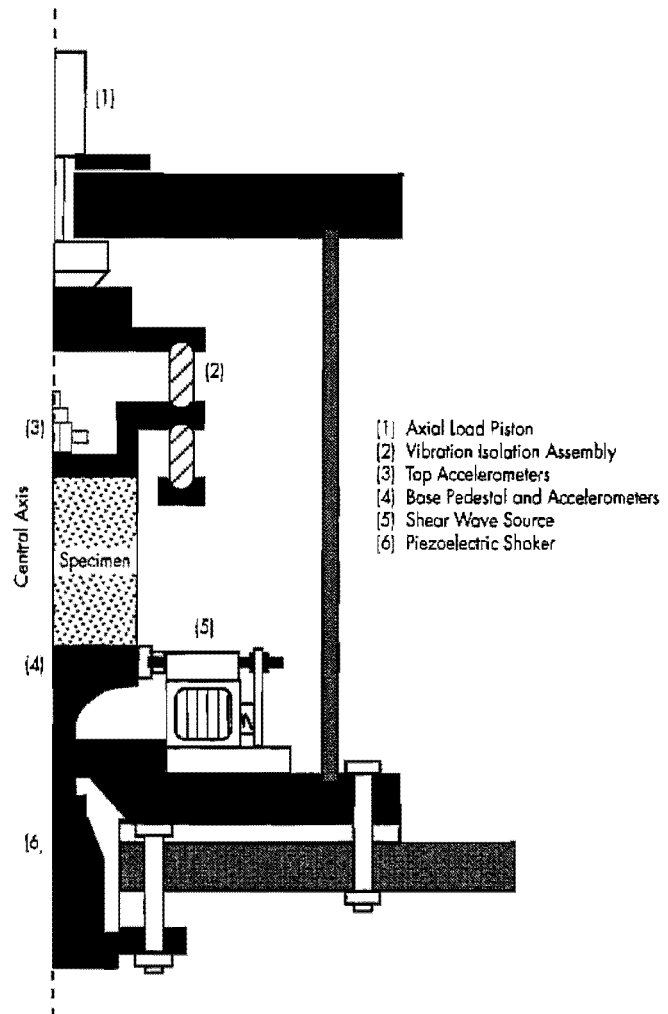 (1)
(2)
(3)
Central Axis
Specimen
(5)
(4)
(6)
(1) Axial Load Piston
(2) Vibration Isolation Assembly
(3) Top Accelerometers
(4) Base Pedestal and Accelerometers
(5) Shear Wave Source
(6) Piezoelectric Shaker